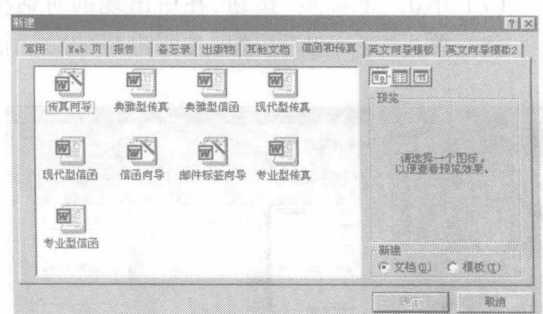 新建
常用 Web 页 报告 备忘录 出版物 其他文档 信函和传真 英文向导模板 英文向导模板2
传真向导 典雅型传真 典雅型信函 现代型传真
现代型信函 信函向导 邮件标签向导 专业型传真
专业型信函
预览
请选择一个图标，
以便查看预览效果。
新建
文档(D) 模板(T)
确定 取消